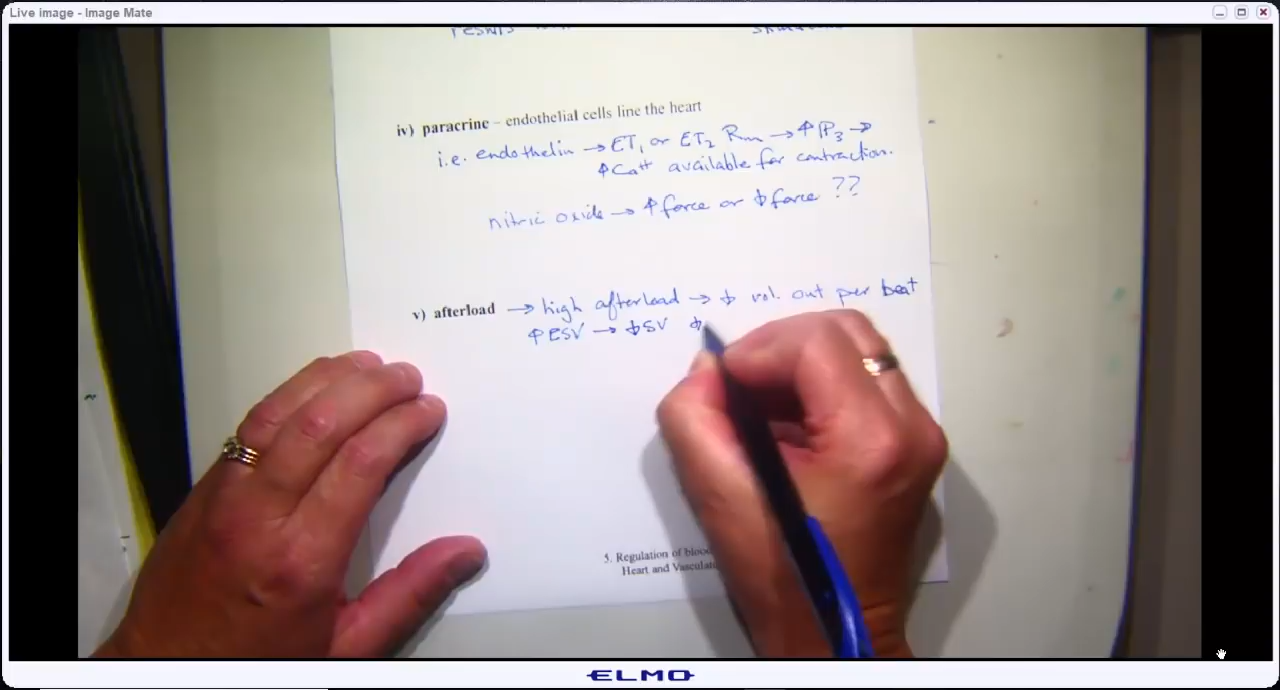 Live image - Image Mate
results
iv) paracrine – endothelial cells line the heart
i.e. endothelin → ET1 or ET2 Rm → ↑ IP3 →
↑Ca++ available for contraction.
nitric oxide → ↑ force or ↓ force ??
v) afterload → high afterload → ↓ vol. out per beat
↑ESV → ↓SV ↓
5. Regulation of blood
Heart and Vascular
ELMO